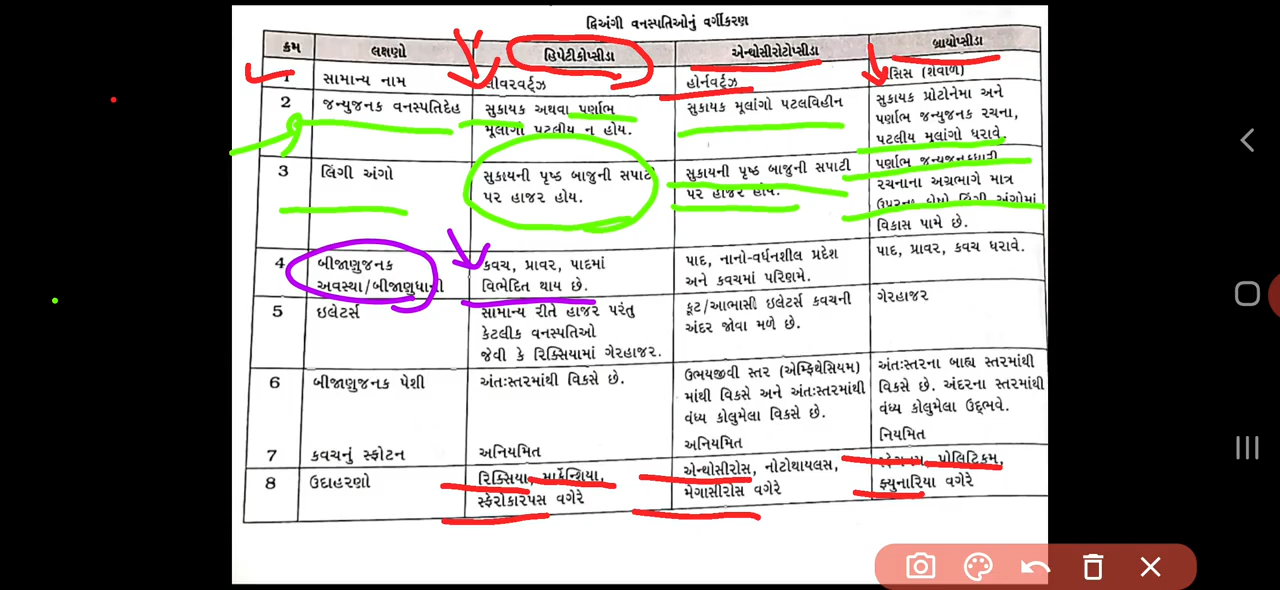 દ્વિઅંગી વનસ્પતિઓનું વર્ગીકરણ
ક્રમ લક્ષણો હિપેટીકોપ્સીડા એન્થોસીરોટોપ્સીડા બ્રાયોપ્સીડા
1 સામાન્ય નામ લીવરવર્ટ્ઝ હોર્નવર્ટ્ઝ (શેવાળ)
2 જન્યુજનક વનસ્પતિદેહ સુકાયક અથવા પર્ણાભ
મૂલાંગો પટલીય ન હોય.
સુકાયક મૂલાંગો પટલવિહીન
સુકાયક પ્રોટોનેમા અને
પર્ણાભ જન્યુજનક રચના,
પટલીય મૂલાંગો ધરાવે.
3 લિંગી અંગો સુકાયની પૃષ્ઠ બાજુની સપાટી
પર હાજર હોય.
સુકાયની પૃષ્ઠ બાજુની સપાટી
પર હાજર હોય.
પર્ણાભ
રચનાના અગ્રભાગે માત્ર
ઉપરના લિંગી અંગોમાં
વિકાસ પામે છે.
4 બીજાણુજનક
અવસ્થા/બીજાણુધાની
કવચ, પ્રાવર, પાદમાં
વિભેદિત થાય છે.
પાદ, નાનો-વર્ધનશીલ પ્રદેશ
અને કવચમાં પરિણમે.
પાદ, પ્રાવર, કવચ ધરાવે.
5 ઇલેટર્સ સામાન્ય રીતે હાજર પરંતુ
કેટલીક વનસ્પતિઓ
જેવી કે રિક્સિયામાં ગેરહાજર.
કૂટ/આભાસી ઇલેટર્સ કવચની
અંદર જોવા મળે છે.
ગેરહાજર
6 બીજાણુજનક પેશી અંતઃસ્તરમાંથી વિકસે છે.
ઉભયજીવી સ્તર (એમ્ફિથેસિયમ)
માંથી વિકસે અને અંતઃસ્તરમાંથી
વંધ્ય કોલુમેલા વિકસે છે.
અંતઃસ્તરના બાહ્ય સ્તરમાંથી
વિકસે છે. અંદરના સ્તરમાંથી
વંધ્ય કોલુમેલા ઉદ્ભવે.
7 કવચનું સ્ફોટન અનિયમિત અનિયમિત નિયમિત
8 ઉદાહરણો રિક્સિયા, માર્કેન્શિયા,
સ્ફેરોકારપસ વગેરે
એન્થોસીરોસ, નોટોથાયલસ,
મેગાસીરોસ વગેરે
પોલિટ્રિકમ,
ફ્યુનારિયા વગેરે